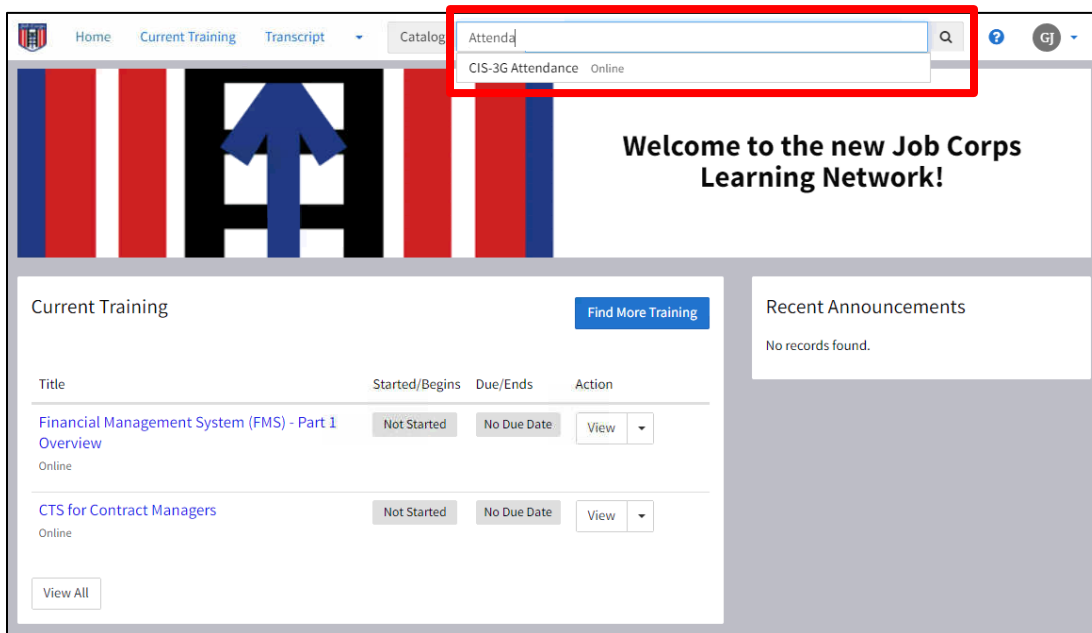 Home Current Training Transcript Catalog Attenda GJ
CIS-3G Attendance Online
Welcome to the new Job Corps
Learning Network!
Current Training
Find More Training
Title Started/Begins Due/Ends Action
Financial Management System (FMS) - Part 1
Overview
Online
Not Started No Due Date View
CTS for Contract Managers
Online
Not Started No Due Date View
View All
Recent Announcements
No records found.